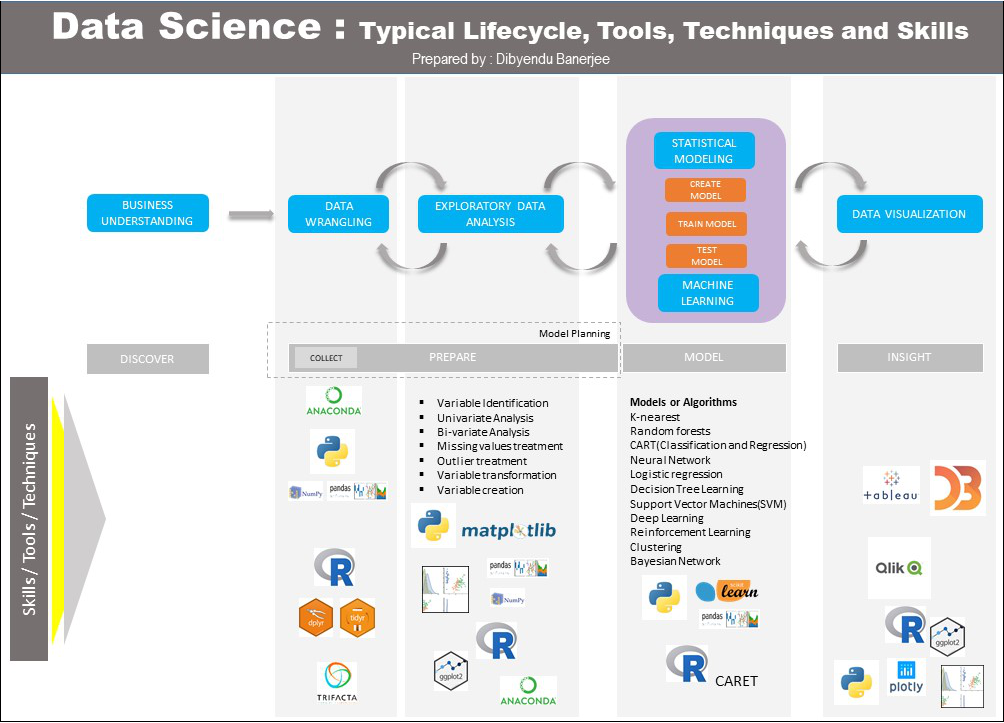 Data Science : Typical Lifecycle, Tools, Techniques and Skills
Prepared by : Dibyendu Banerjee
BUSINESS
UNDERSTANDING
DATA
WRANGLING
EXPLORATORY DATA
ANALYSIS
STATISTICAL
MODELING
CREATE
MODEL
TRAIN MODEL
TEST
MODEL
MACHINE
LEARNING
DATA VISUALIZATION
Model Planning
DISCOVER
COLLECT
PREPARE
MODEL
INSIGHT
Skills / Tools / Techniques
ANACONDA
NumPy
pandas
R
dplyr
tidyr
TRIFACTA
▪ Variable Identification
▪ Univariate Analysis
▪ Bi-variate Analysis
▪ Missing values treatment
▪ Outlier treatment
▪ Variable transformation
▪ Variable creation
matplotlib
pandas
NumPy
R
ggplot2
ANACONDA
Models or Algorithms
K-nearest
Random forests
CART(Classification and Regression)
Neural Network
Logistic regression
Decision Tree Learning
Support Vector Machines(SVM)
Deep Learning
Reinforcement Learning
Clustering
Bayesian Network
learn
pandas
R
CARET
+ableau
D3
Qlik
R
ggplot2
plotly